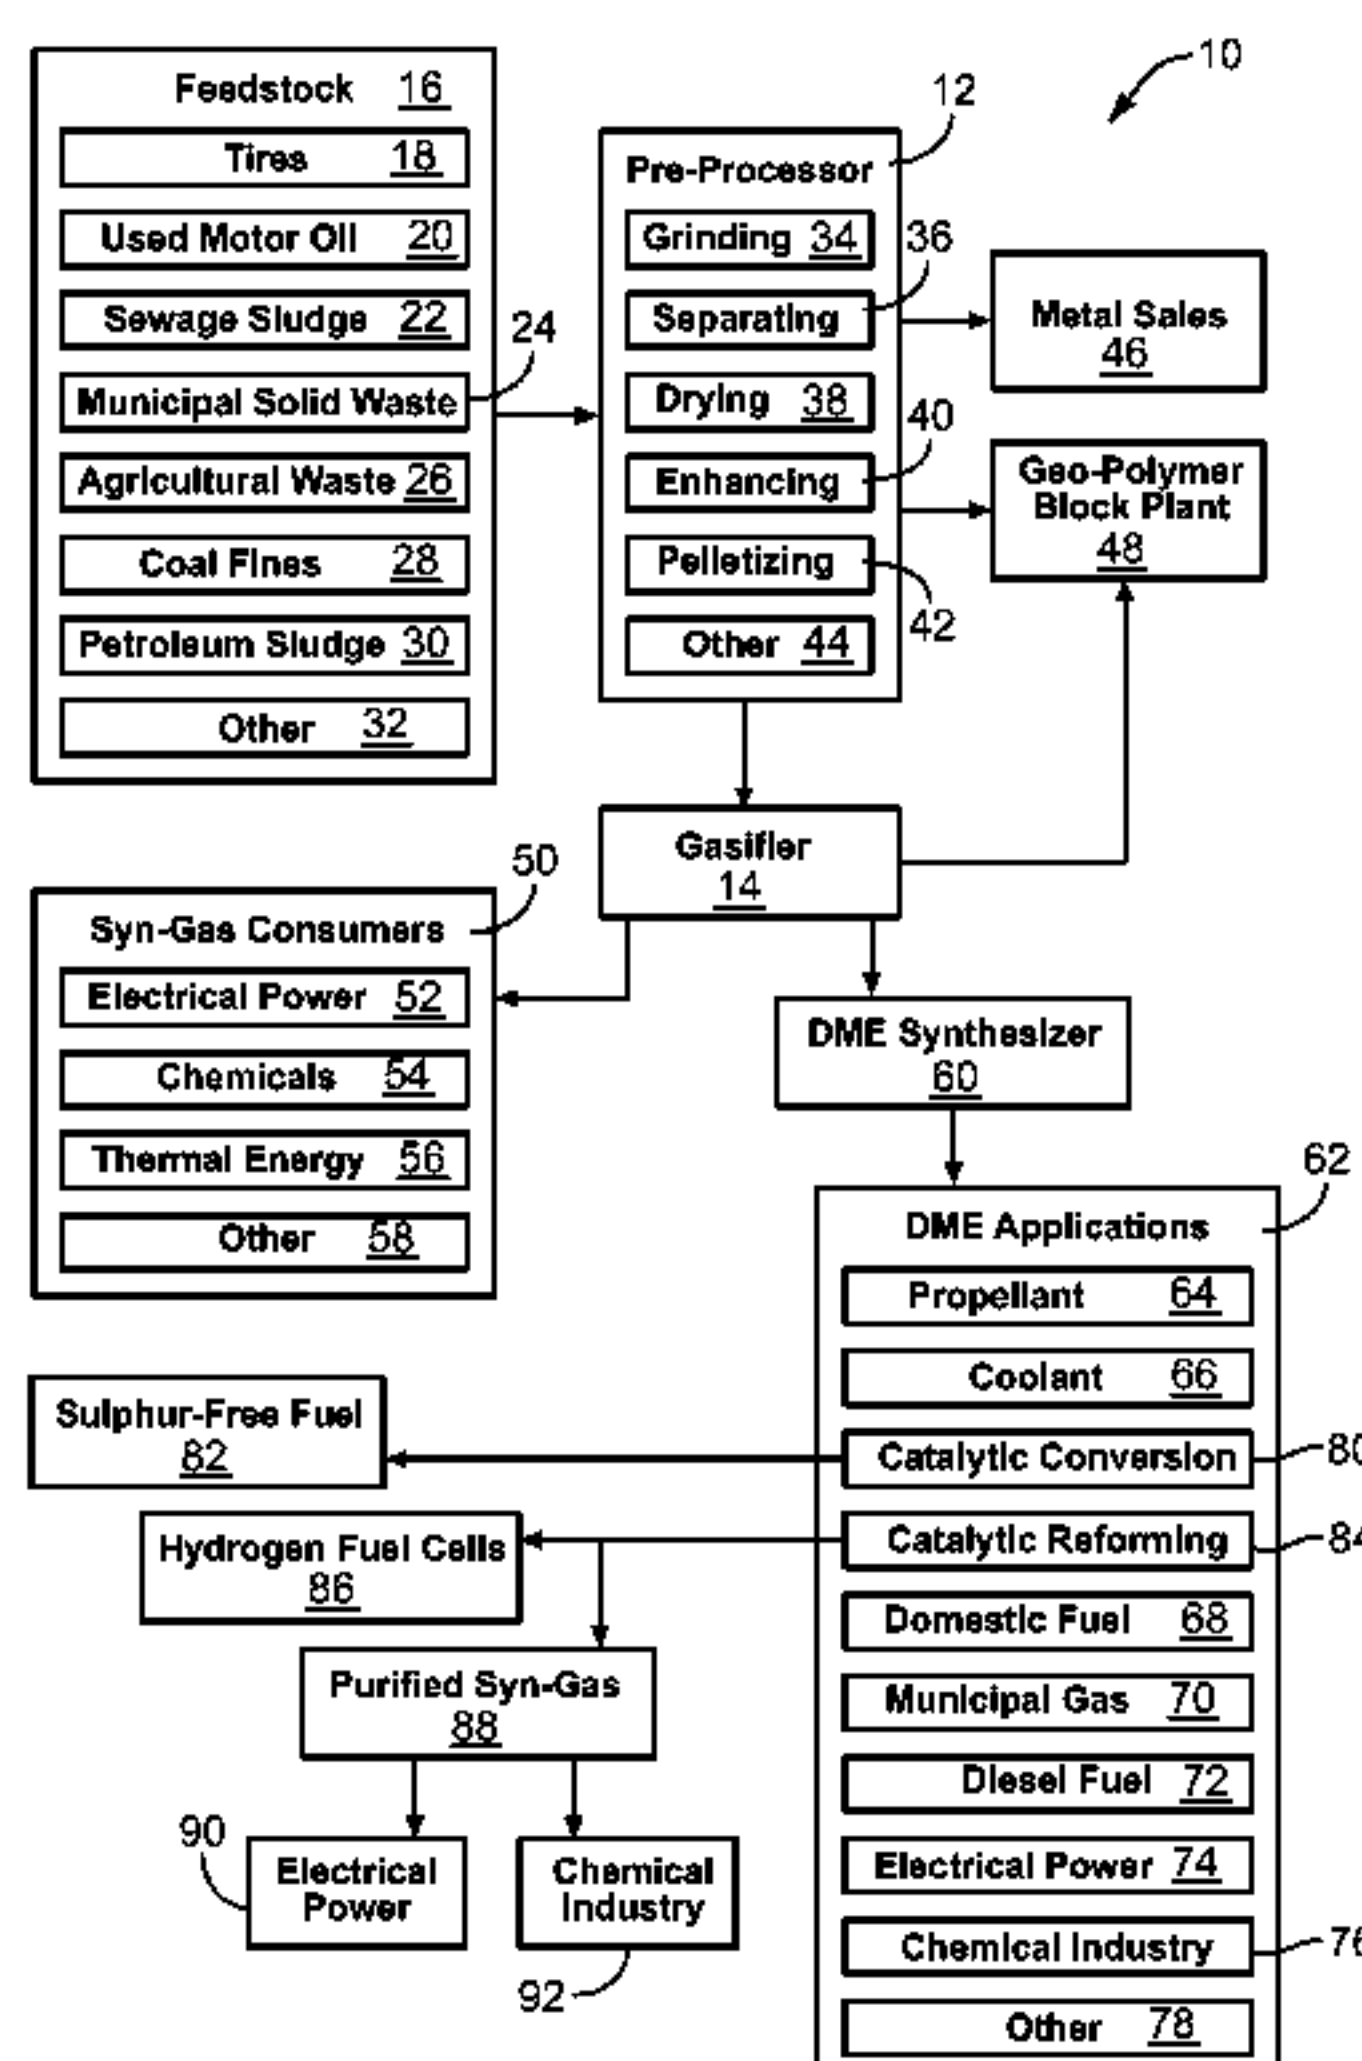 10
Feedstock 16
Tires 18
Used Motor Oil 20
Sewage Sludge 22
Municipal Solid Waste
24
Agricultural Waste 26
Coal Fines 28
Petroleum Sludge 30
Other 32
12
Pre-Processor
Grinding 34
Separating
36
Drying 38
Enhancing
40
Pelletizing
42
Other 44
Metal Sales
46
Geo-Polymer
Block Plant
48
Gasifier
14
50
Syn-Gas Consumers
Electrical Power 52
Chemicals 54
Thermal Energy 56
Other 58
DME Synthesizer
60
62
DME Applications
Propellant 64
Coolant 66
Catalytic Conversion 80
Catalytic Reforming 84
Domestic Fuel 68
Municipal Gas 70
Diesel Fuel 72
Electrical Power 74
Chemical Industry 76
Other 78
Sulphur-Free Fuel
82
Hydrogen Fuel Cells
86
Purified Syn-Gas
88
90
Electrical
Power
Chemical
Industry
92